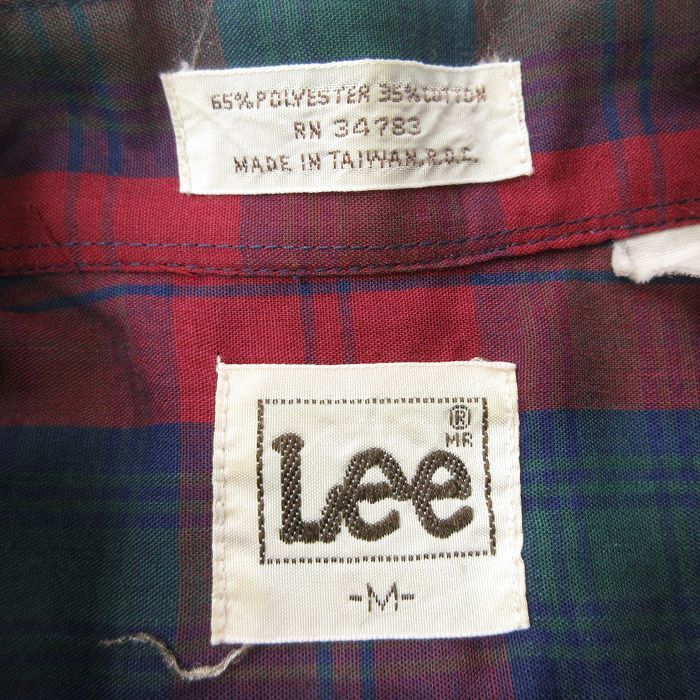 65% POLYESTER 35% COTTON
RN 34783
MADE IN TAIWAN, R.O.C.
®
MR
Lee
-M-